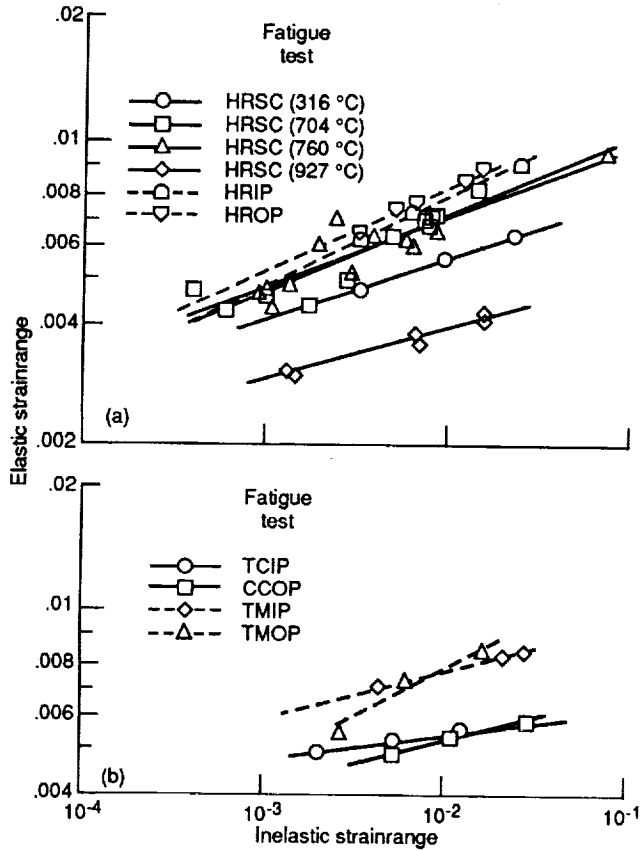 .02
Fatigue
test
HRSC (316 °C)
HRSC (704 °C)
HRSC (760 °C)
HRSC (927 °C)
HRIP
HROP
.01
.008
.006
.004
.002
(a)
Elastic strainrange
.02
Fatigue
test
TCIP
CCOP
TMIP
TMOP
.01
.008
.006
.004
(b)
10-4
10-3
10-2
10-1
Inelastic strainrange